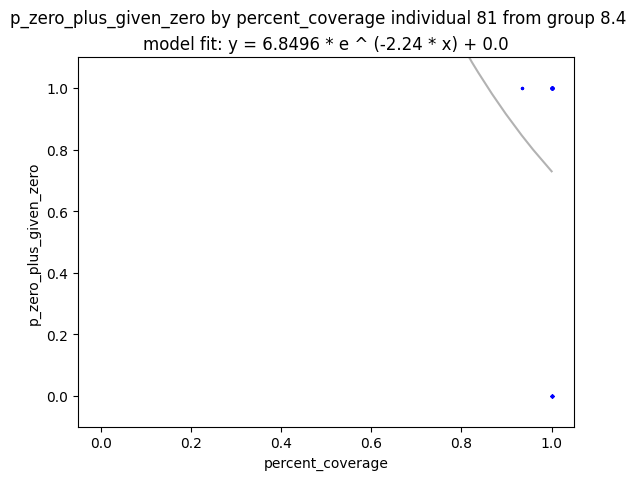 p_zero_plus_given_zero by percent_coverage individual 81 from group 8.4
model fit: y = 6.8496 * e ^ (-2.24 * x) + 0.0
1.0
0.8
0.6
0.4
0.2
0.0
p_zero_plus_given_zero
0.0 0.2 0.4 0.6 0.8 1.0
percent_coverage